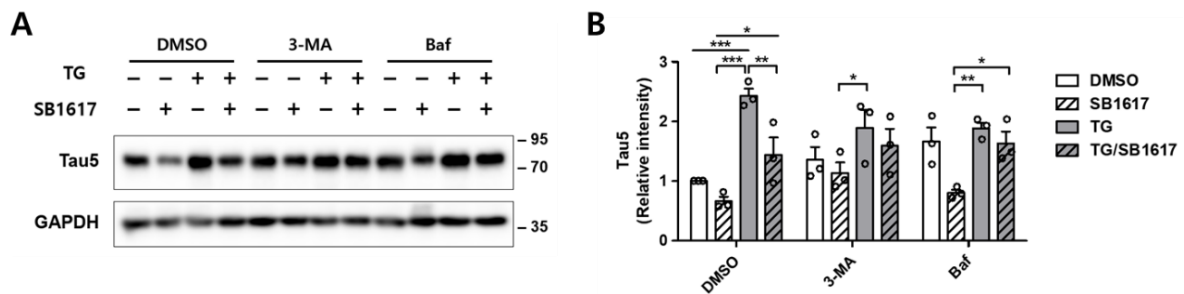 A
DMSO 3-MA Baf
TG – – + + – – + + – – + +
SB1617 – + – + – + – + – + – +
Tau5
– 95
– 70
GAPDH
– 35
B
Tau5
(Relative intensity)
3
2
1
0
*** *** * **
*
** *
DMSO
3-MA
Baf
DMSO
SB1617
TG
TG/SB1617